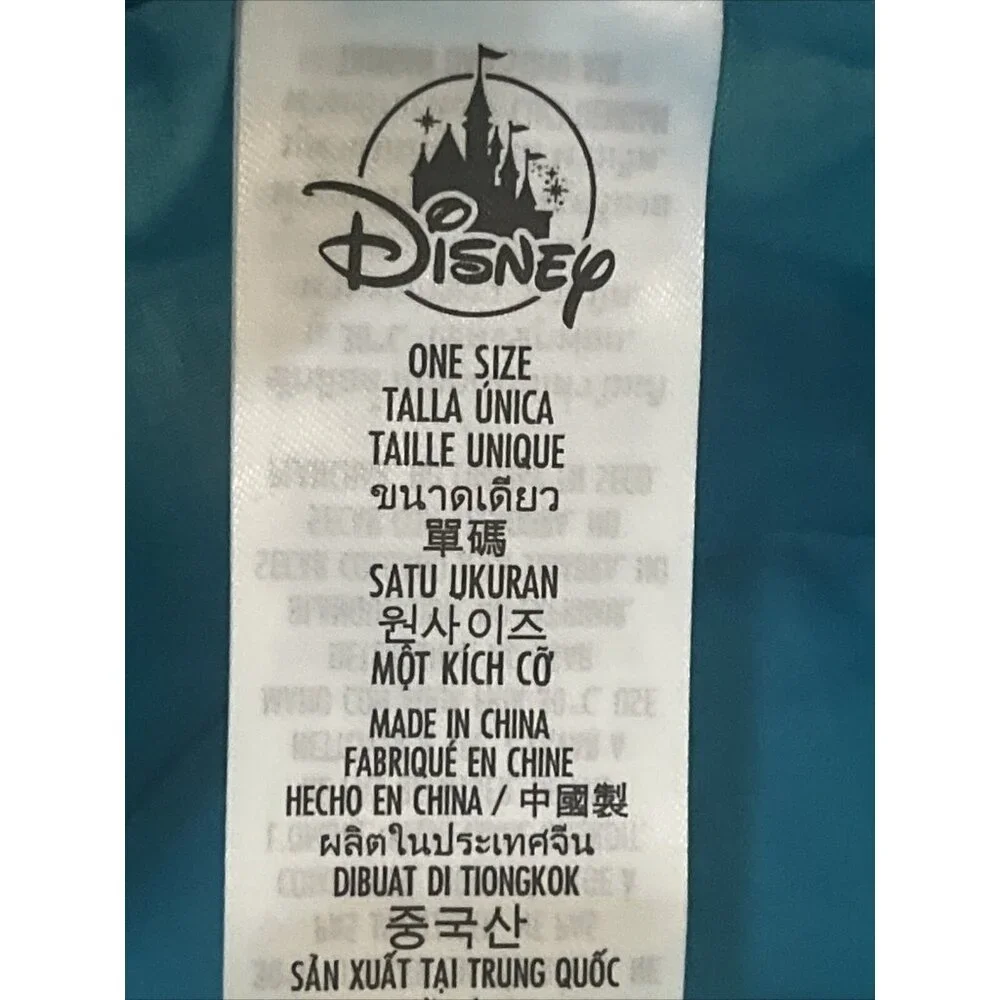 Disney
ONE SIZE
TALLA ÚNICA
TAILLE UNIQUE
ขนาดเดียว
單碼
SATU UKURAN
원사이즈
MỘT KÍCH CỠ
MADE IN CHINA
FABRIQUÉ EN CHINE
HECHO EN CHINA / 中國製
ผลิตในประเทศจีน
DIBUAT DI TIONGKOK
중국산
SẢN XUẤT TẠI TRUNG QUỐC